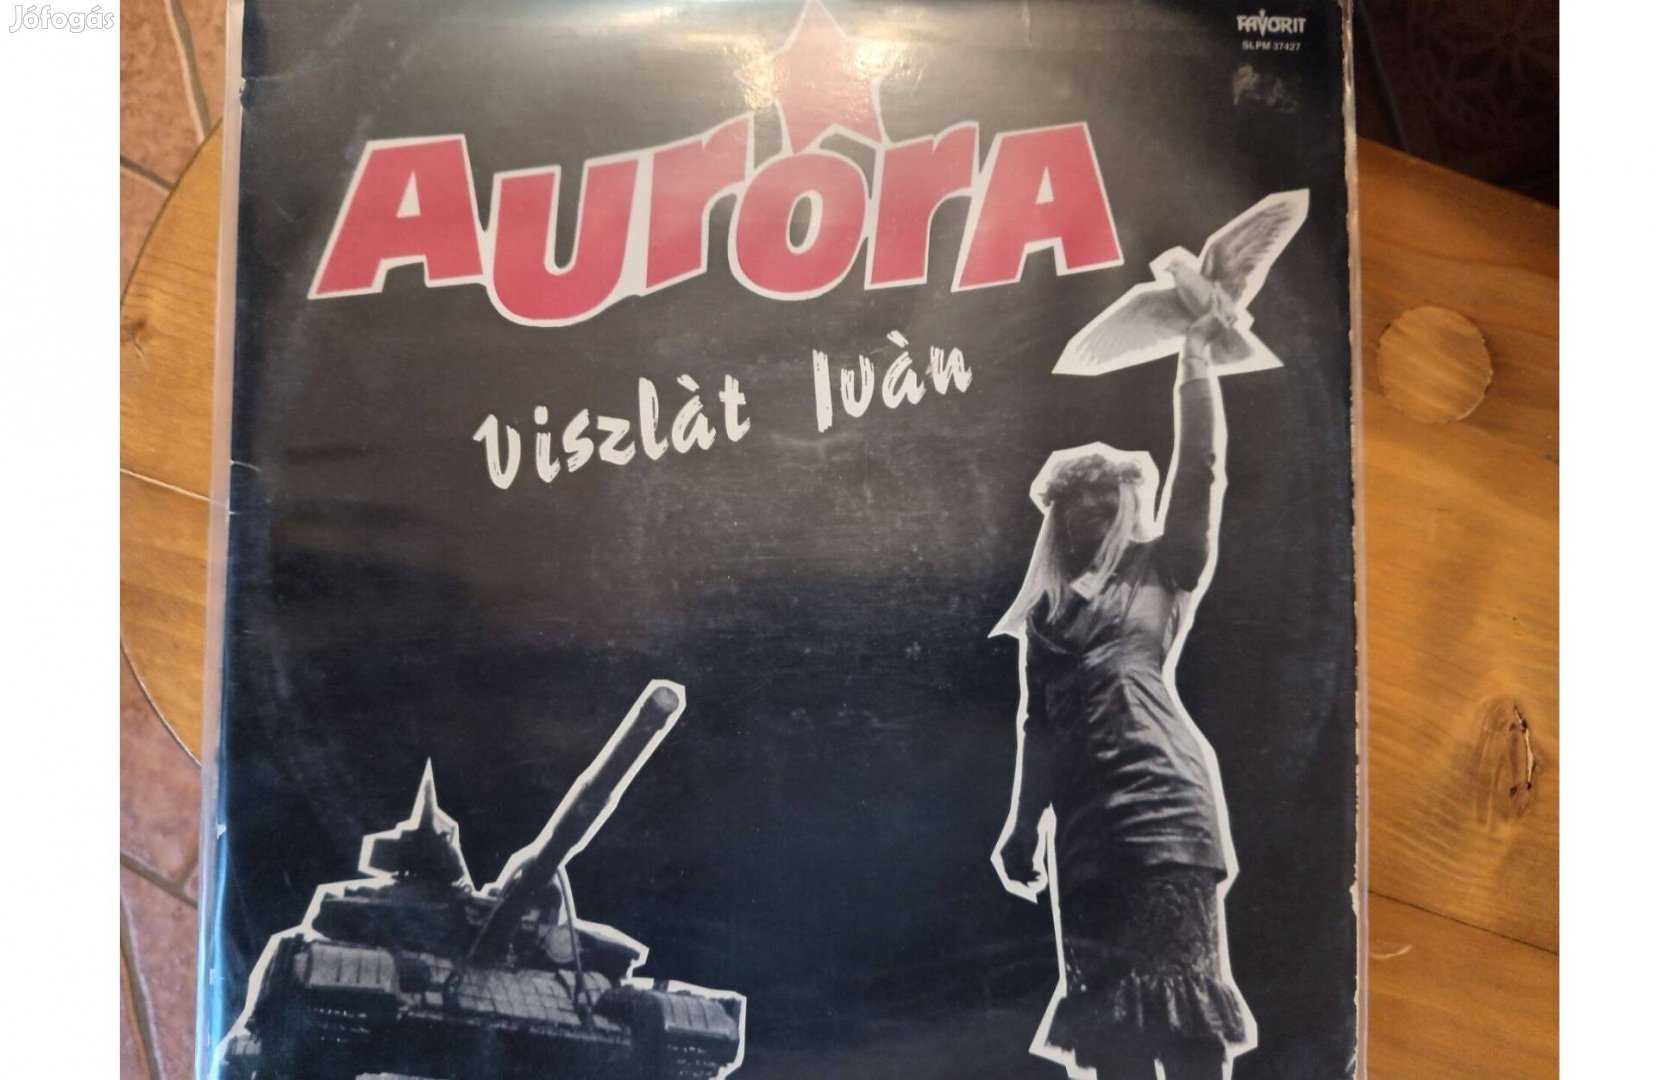 Jófogás
FAVORIT
SLPM 37427
AURORA
viszlàt Ivàn